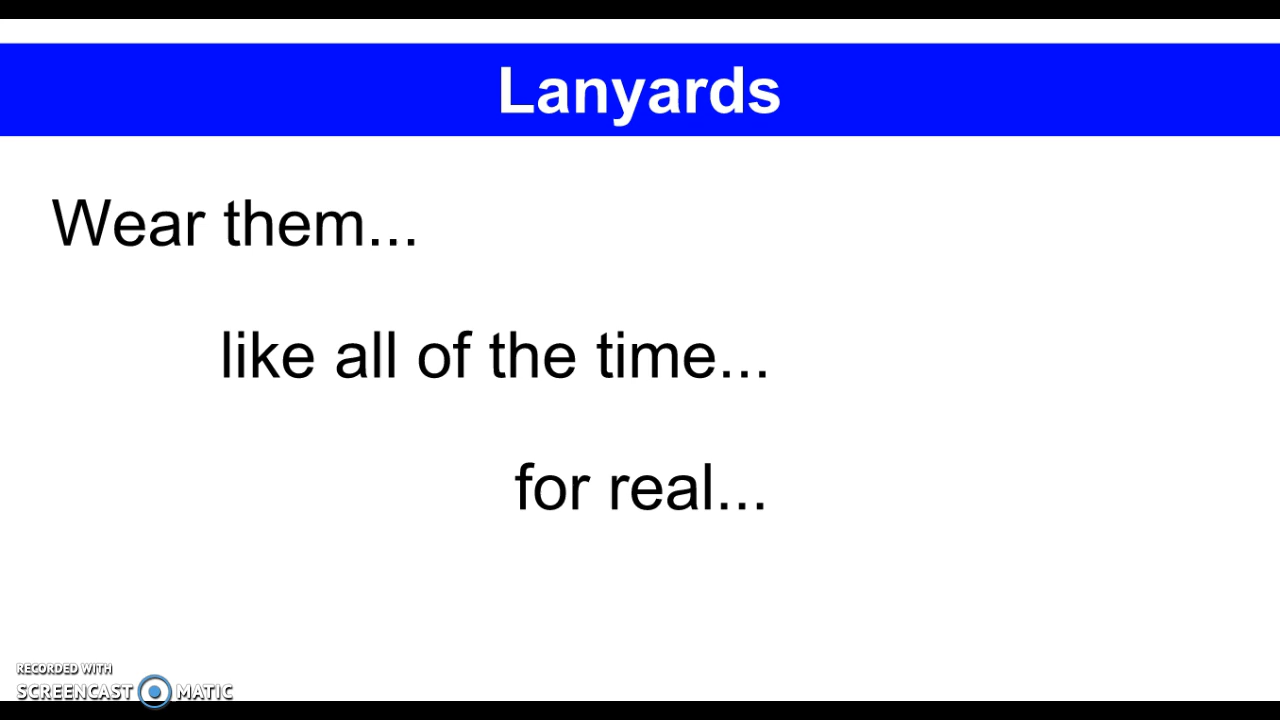 Lanyards
Wear them...
like all of the time...
for real...
RECORDED WITH
SCREENCAST MATIC